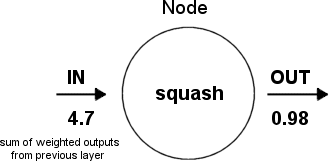 Node
IN
OUT
squash
4.7
0.98
sum of weighted outputs
from previous layer